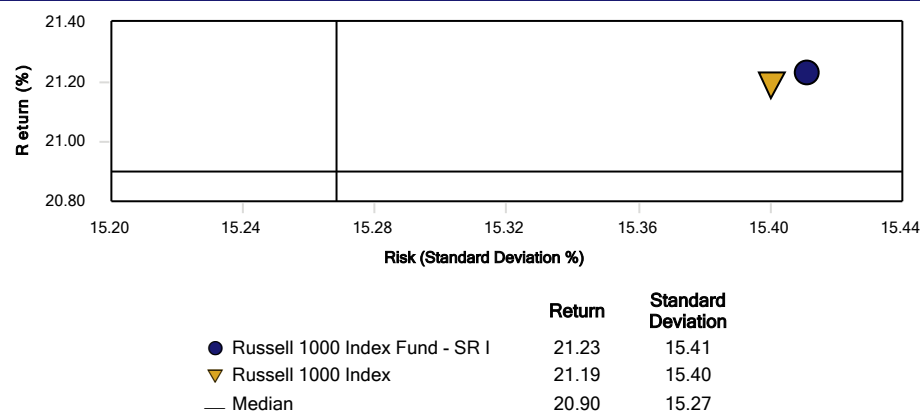 21.40
21.20
21.00
20.80
Return (%)
15.20 15.24 15.28 15.32 15.36 15.40 15.44
Risk (Standard Deviation %)
Return Standard Deviation
Russell 1000 Index Fund - SR I 21.23 15.41
Russell 1000 Index 21.19 15.40
Median 20.90 15.27